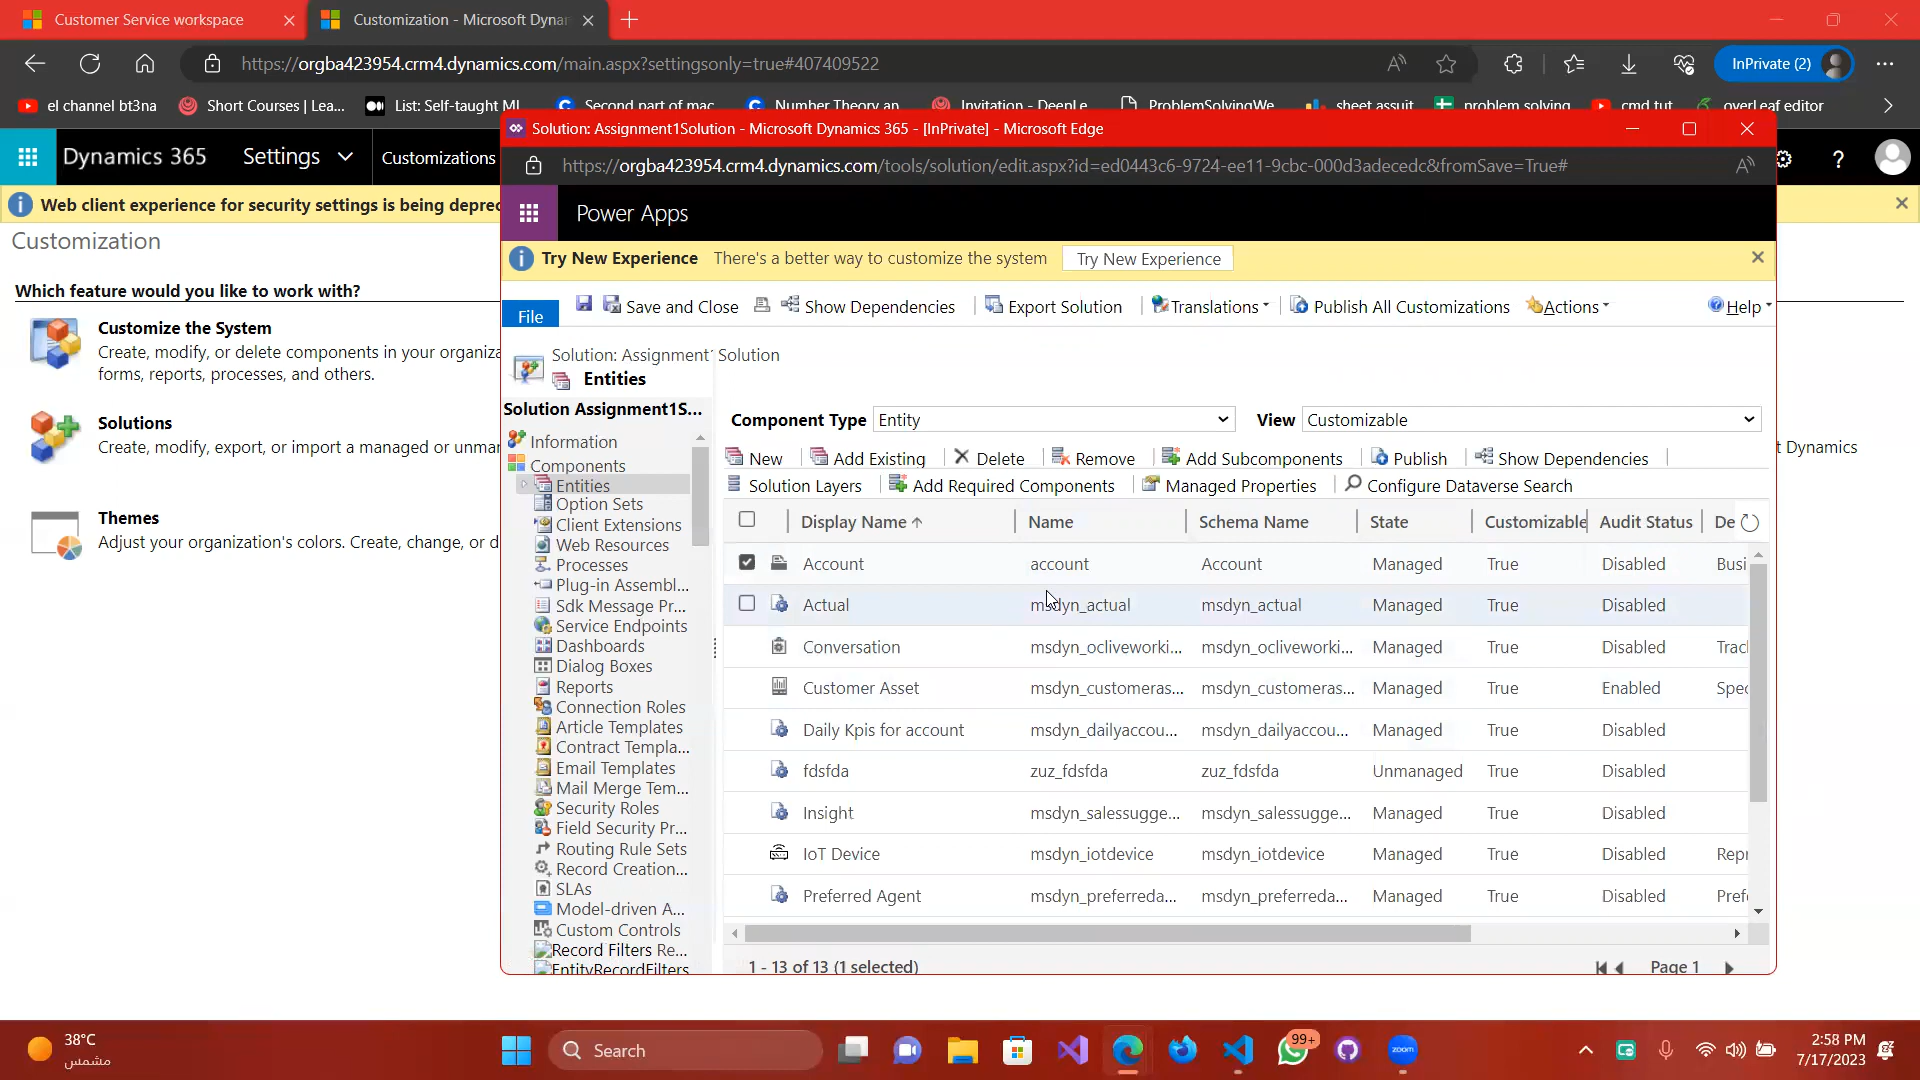 Customer Service workspace
Customization - Microsoft Dynar
https://orgba423954.crm4.dynamics.com/main.aspx?settingsonly=true#407409522
InPrivate (2)
el channel bt3na
Short Courses | Lea...
List: Self-taught ML
Second part of mac
Number Theory an
Invitation - DeepLe
ProblemSolvingWe
sheet assuit
problem solving
cmd tut
overLeaf editor
Dynamics 365
Settings
Customizations
Web client experience for security settings is being depreс
Customization
Which feature would you like to work with?
Customize the System
Create, modify, or delete components in your organiza
forms, reports, processes, and others.
Solutions
Create, modify, export, or import a managed or unmar
t Dynamics
Themes
Adjust your organization's colors. Create, change, or d
Solution: Assignment1Solution - Microsoft Dynamics 365 - [InPrivate] - Microsoft Edge
https://orgba423954.crm4.dynamics.com/tools/solution/edit.aspx?id=ed0443c6-9724-ee11-9cbc-000d3adecedc&fromSave=True#
Power Apps
Try New Experience There's a better way to customize the system Try New Experience
File Save and Close Show Dependencies Export Solution Translations Publish All Customizations Actions Help
Solution: Assignment1Solution
Entities
Solution Assignment1S...
Information
Components
Entities
Option Sets
Client Extensions
Web Resources
Processes
Plug-in Assembl...
Sdk Message Pr...
Service Endpoints
Dashboards
Dialog Boxes
Reports
Connection Roles
Article Templates
Contract Templa...
Email Templates
Mail Merge Tem...
Security Roles
Field Security Pr...
Routing Rule Sets
Record Creation...
SLAs
Model-driven A...
Custom Controls
Record Filters Re...
EntityRecordFilters
Component Type Entity View Customizable
New Add Existing Delete Remove Add Subcomponents Publish Show Dependencies
Solution Layers Add Required Components Managed Properties Configure Dataverse Search
Display Name Name Schema Name State Customizable Audit Status De
Account account Account Managed True Disabled Busi
Actual msdyn_actual msdyn_actual Managed True Disabled
Conversation msdyn_ocliveworki... msdyn_ocliveworki... Managed True Disabled Tracl
Customer Asset msdyn_customeras... msdyn_customeras... Managed True Enabled Spec
Daily Kpis for account msdyn_dailyaccou... msdyn_dailyaccou... Managed True Disabled
fdsfda zuz_fdsfda zuz_fdsfda Unmanaged True Disabled
Insight msdyn_salessugge... msdyn_salessugge... Managed True Disabled
IoT Device msdyn_iotdevice msdyn_iotdevice Managed True Disabled Repr
Preferred Agent msdyn_preferreda... msdyn_preferreda... Managed True Disabled Pref
1 - 13 of 13 (1 selected)
Page 1
38°C
مشمس
Search
99+
zoom
2:58 PM
7/17/2023